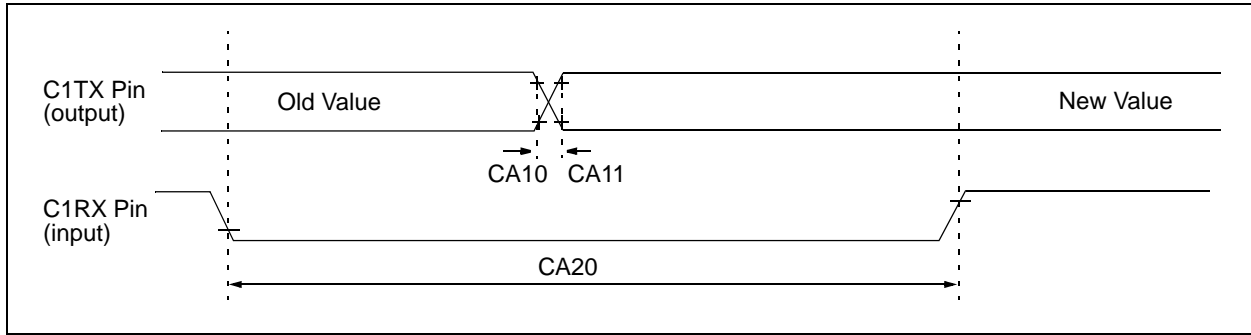 C1TX Pin
(output)
Old Value
New Value
CA10 CA11
C1RX Pin
(input)
CA20